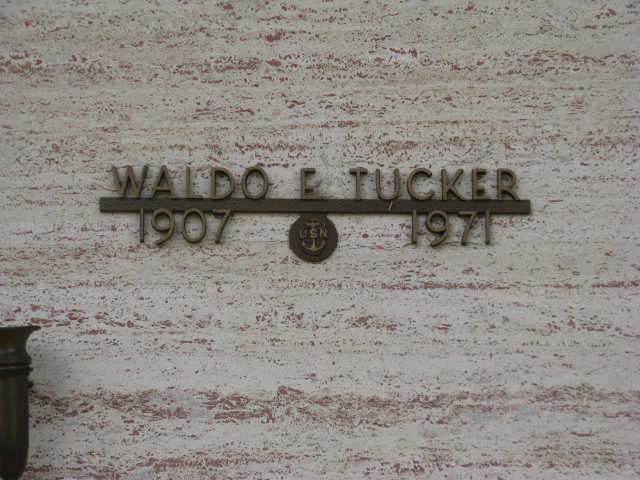 WALDO E TUCKER
1907 1971
USN